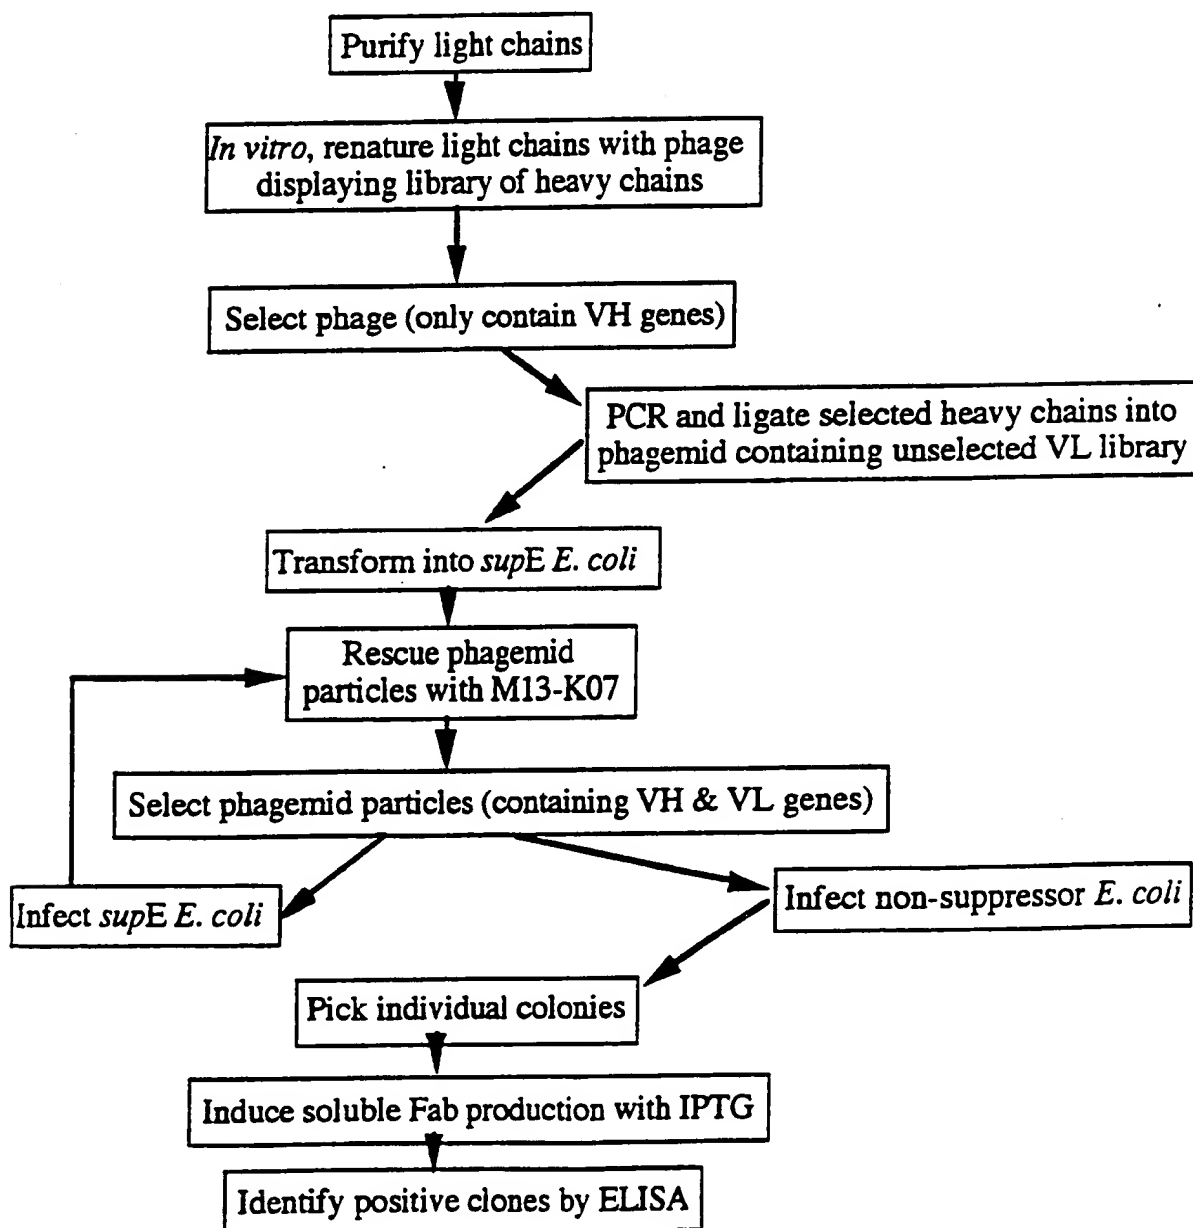 Purify light chains
In vitro, renature light chains with phage
displaying library of heavy chains
Select phage (only contain VH genes)
PCR and ligate selected heavy chains into
phagemid containing unselected VL library
Transform into supE E. coli
Rescue phagemid
particles with M13-K07
Select phagemid particles (containing VH & VL genes)
Infect supE E. coli
Infect non-suppressor E. coli
Pick individual colonies
Induce soluble Fab production with IPTG
Identify positive clones by ELISA